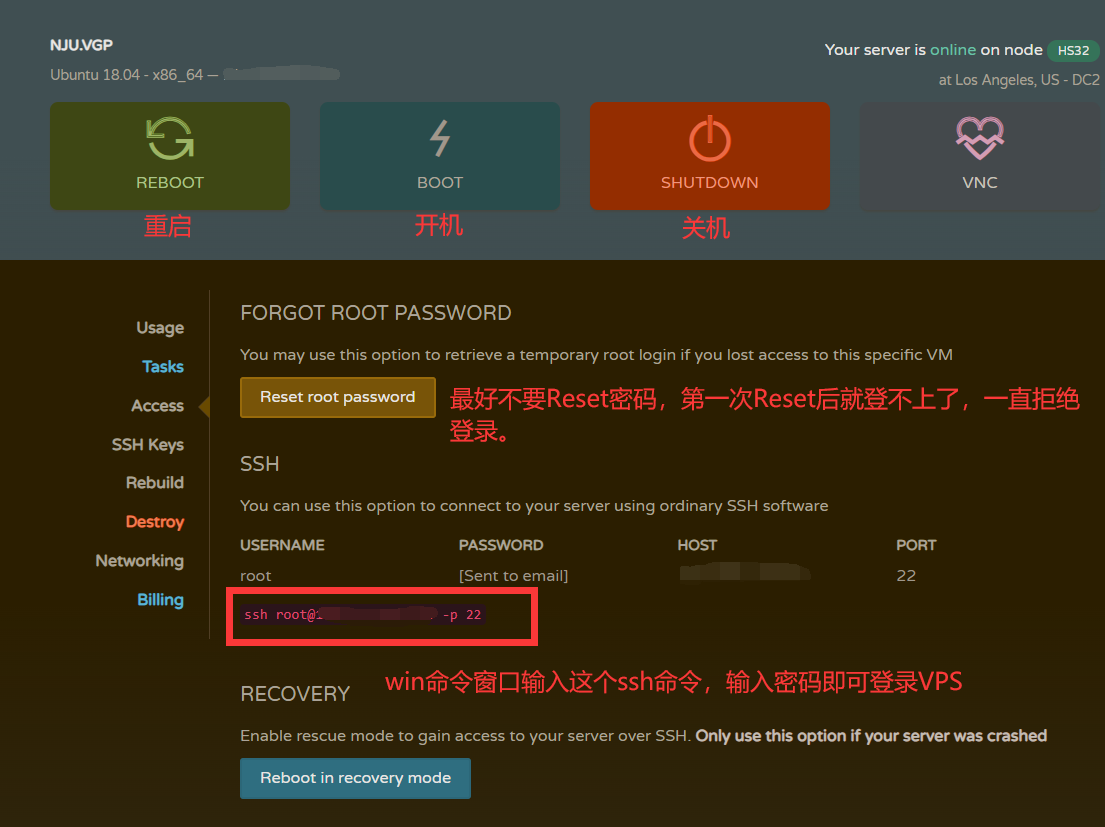 NJU.VGP
Your server is online on node HS32
Ubuntu 18.04 - x86_64 —
at Los Angeles, US - DC2
REBOOT
BOOT
SHUTDOWN
VNC
重启
开机
关机
Usage
Tasks
Access
SSH Keys
Rebuild
Destroy
Networking
Billing
FORGOT ROOT PASSWORD
You may use this option to retrieve a temporary root login if you lost access to this specific VM
Reset root password
最好不要Reset密码，第一次Reset后就登不上了，一直拒绝
登录。
SSH
You can use this option to connect to your server using ordinary SSH software
USERNAME PASSWORD HOST PORT
root [Sent to email] 22
ssh root@ -p 22
win命令窗口输入这个ssh命令，输入密码即可登录VPS
RECOVERY
Enable rescue mode to gain access to your server over SSH. Only use this option if your server was crashed
Reboot in recovery mode